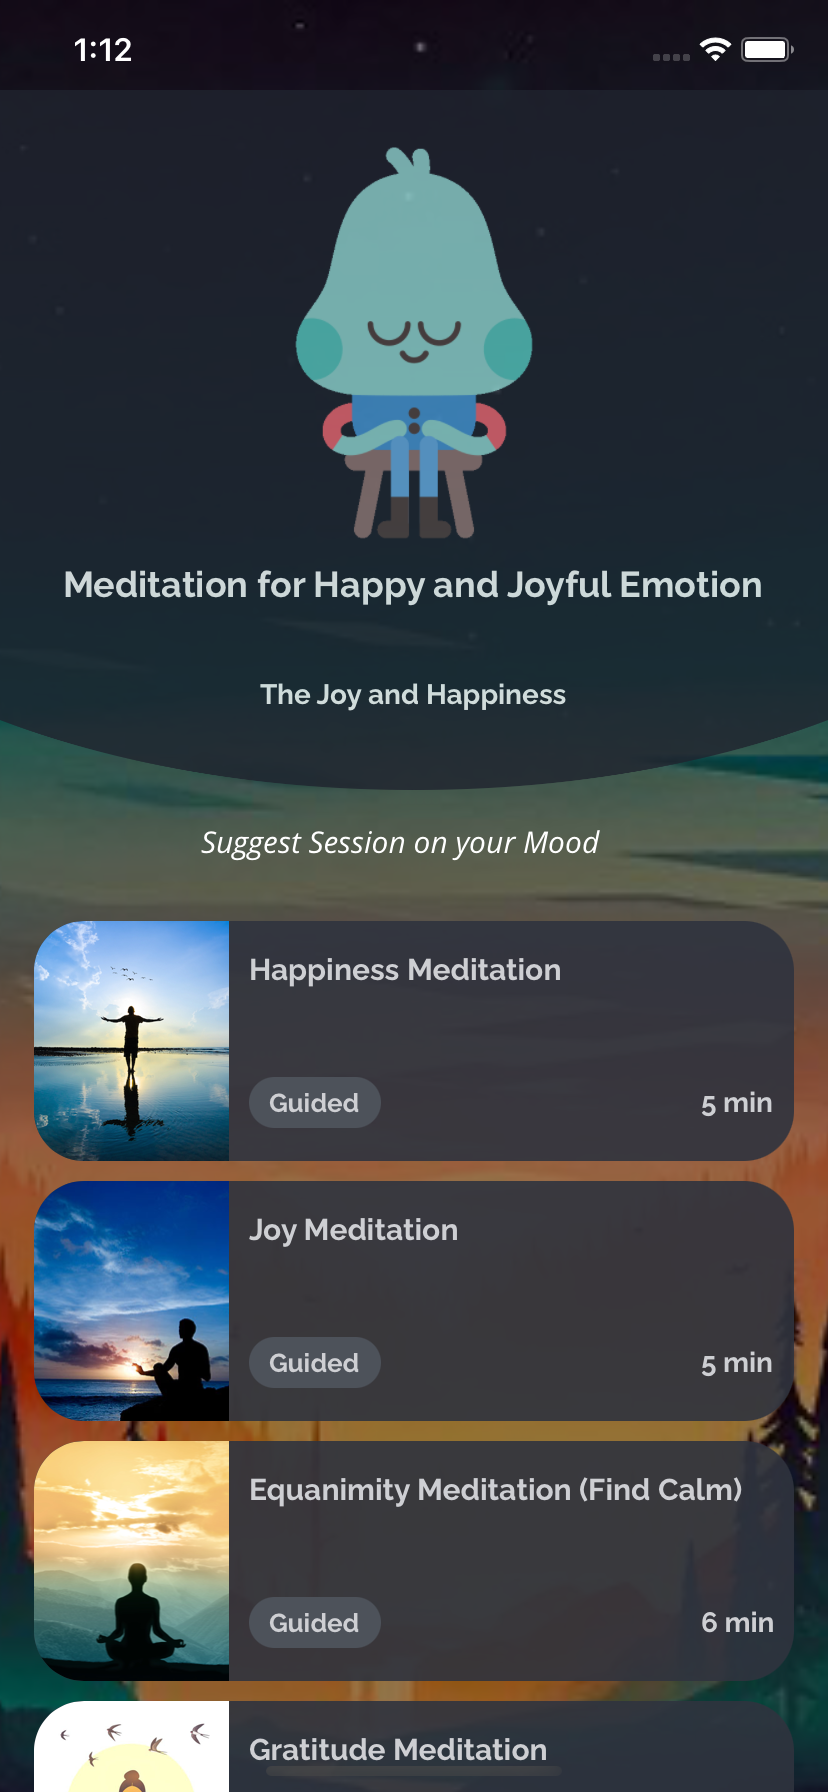 1:12
Meditation for Happy and Joyful Emotion
The Joy and Happiness
Suggest Session on your Mood
Happiness Meditation
Guided
5 min
Joy Meditation
Guided
5 min
Equanimity Meditation (Find Calm)
Guided
6 min
Gratitude Meditation